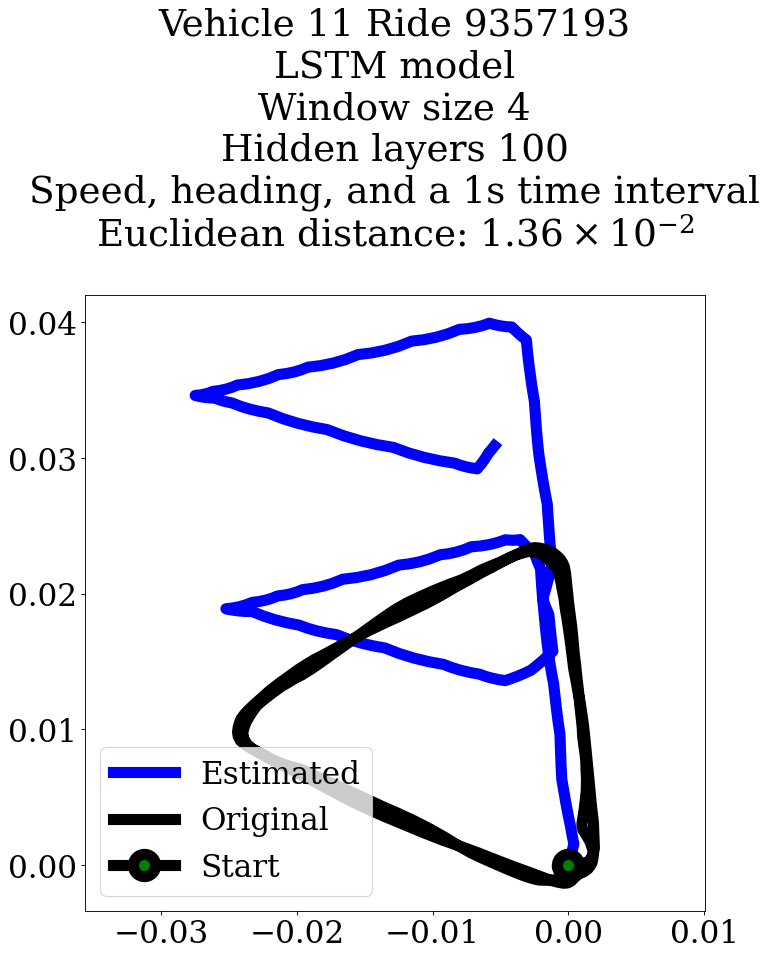 Vehicle 11 Ride 9357193
LSTM model
Window size 4
Hidden layers 100
Speed, heading, and a 1s time interval
Euclidean distance: 1.36 × 10⁻²
0.04
0.03
0.02
0.01
0.00
Estimated
Original
Start
−0.03 −0.02 −0.01 0.00 0.01